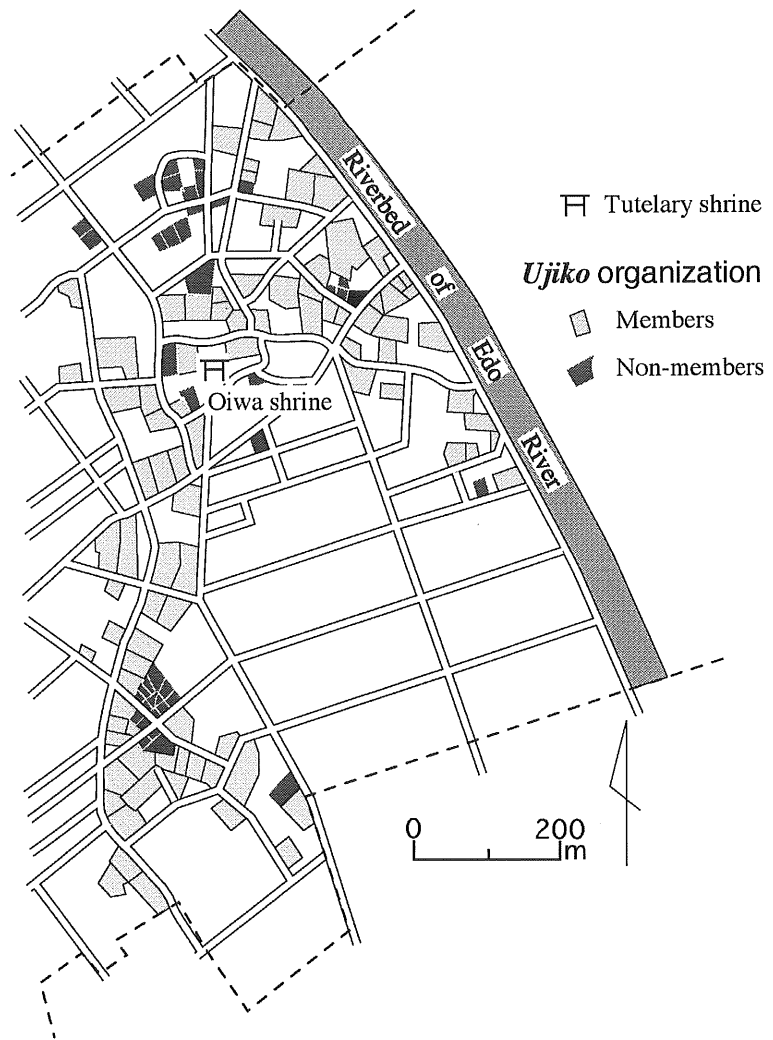 Riverbed of Edo River
Tutelary shrine
Ujiko organization
Members
Non-members
Oiwa shrine
0 200
m